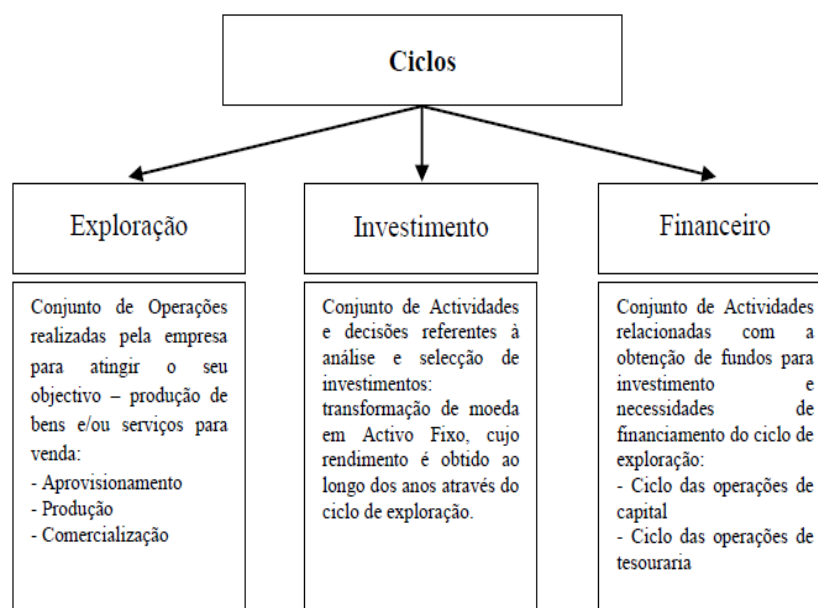 Ciclos
Exploração
Investimento
Financeiro
Conjunto de Operações
realizadas pela empresa
para atingir o seu
objectivo – produção de
bens e/ou serviços para
venda:
- Aprovisionamento
- Produção
- Comercialização
Conjunto de Actividades
e decisões referentes à
análise e selecção de
investimentos:
transformação de moeda
em Activo Fixo, cujo
rendimento é obtido ao
longo dos anos através do
ciclo de exploração.
Conjunto de Actividades
relacionadas com a
obtenção de fundos para
investimento e
necessidades de
financiamento do ciclo de
exploração:
- Ciclo das operações de
capital
- Ciclo das operações de
tesouraria